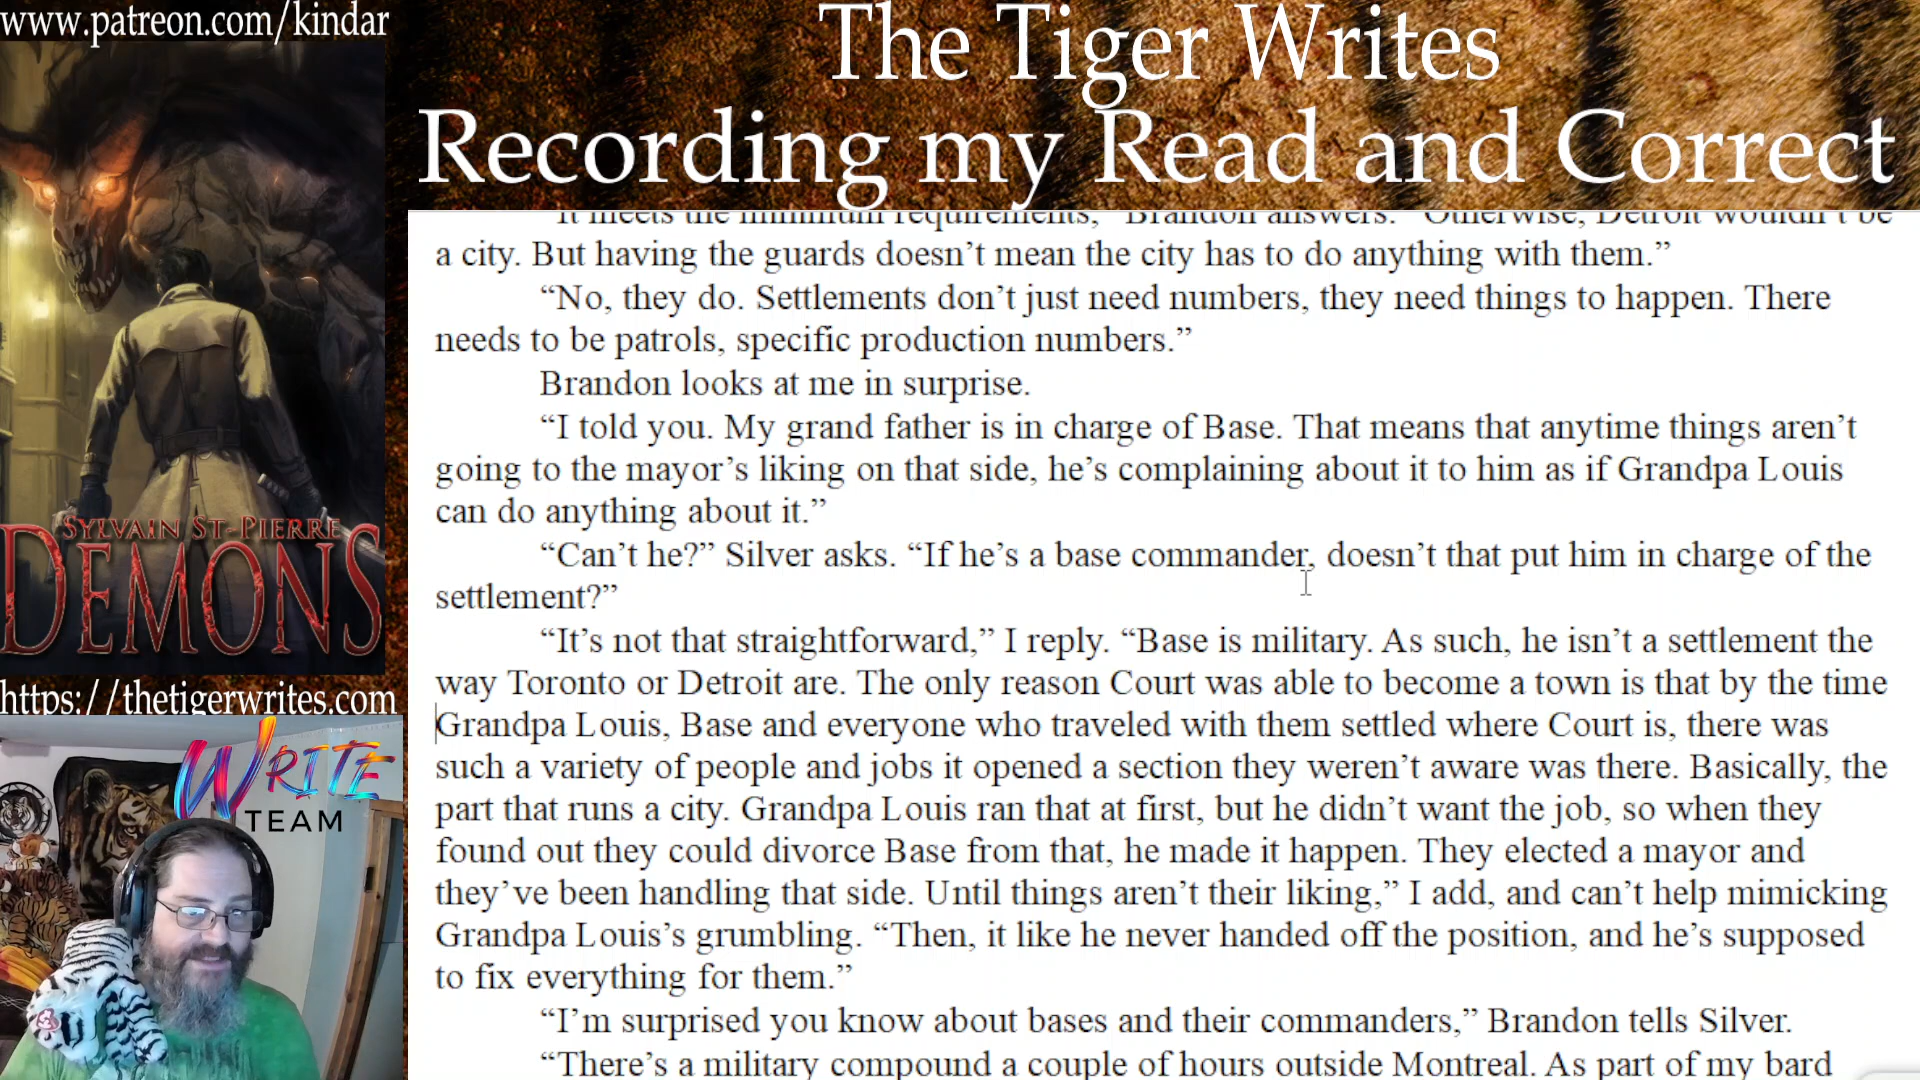 www.patreon.com/kindar
The Tiger Writes
Recording my Read and Correct
"It meets the minimum requirements," Brandon answers. "Otherwise, Detroit wouldn't be
a city. But having the guards doesn't mean the city has to do anything with them."
"No, they do. Settlements don't just need numbers, they need things to happen. There
needs to be patrols, specific production numbers."
Brandon looks at me in surprise.
"I told you. My grand father is in charge of Base. That means that anytime things aren't
going to the mayor's liking on that side, he's complaining about it to him as if Grandpa Louis
can do anything about it."
"Can't he?" Silver asks. "If he's a base commander, doesn't that put him in charge of the
settlement?"
"It's not that straightforward," I reply. "Base is military. As such, he isn't a settlement the
way Toronto or Detroit are. The only reason Court was able to become a town is that by the time
Grandpa Louis, Base and everyone who traveled with them settled where Court is, there was
such a variety of people and jobs it opened a section they weren't aware was there. Basically, the
part that runs a city. Grandpa Louis ran that at first, but he didn't want the job, so when they
found out they could divorce Base from that, he made it happen. They elected a mayor and
they've been handling that side. Until things aren't their liking," I add, and can't help mimicking
Grandpa Louis's grumbling. "Then, it like he never handed off the position, and he's supposed
to fix everything for them."
"I'm surprised you know about bases and their commanders," Brandon tells Silver.
"There's a military compound a couple of hours outside Montreal. As part of my bard
SYLVAIN ST-PIERRE
DEMONS
https://thetigerwrites.com
WRITE
TEAM